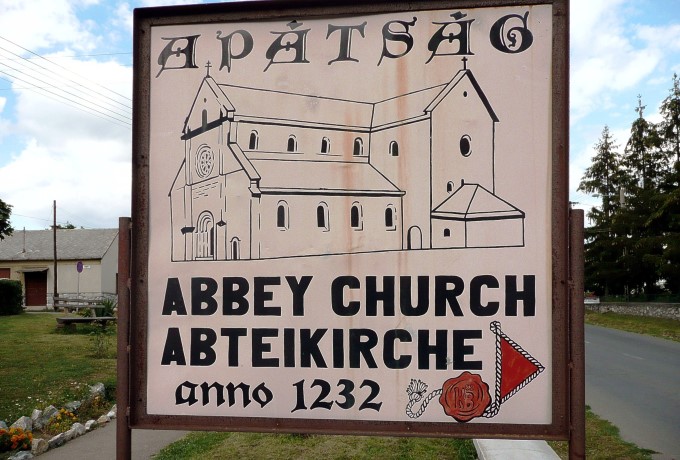 APÁTSÁG
ABBEY CHURCH
ABTEIKIRCHE
anno 1232